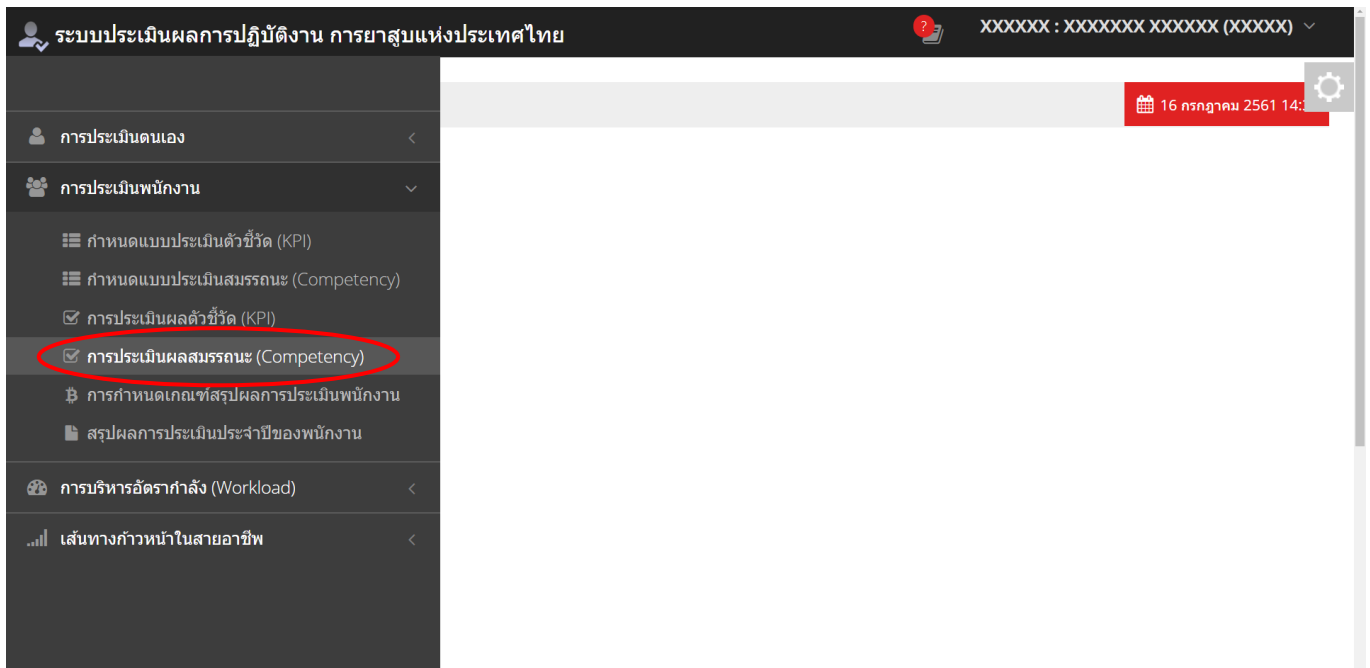 ระบบประเมินผลการปฏิบัติงาน การยาสูบแห่งประเทศไทย
?
XXXXXX : XXXXXXX XXXXXX (XXXXX)
16 กรกฎาคม 2561 14:
การประเมินตนเอง
การประเมินพนักงาน
กำหนดแบบประเมินตัวชี้วัด (KPI)
กำหนดแบบประเมินสมรรถนะ (Competency)
การประเมินผลตัวชี้วัด (KPI)
การประเมินผลสมรรถนะ (Competency)
การกำหนดเกณฑ์สรุปผลการประเมินพนักงาน
สรุปผลการประเมินประจำปีของพนักงาน
การบริหารอัตรากำลัง (Workload)
เส้นทางก้าวหน้าในสายอาชีพ